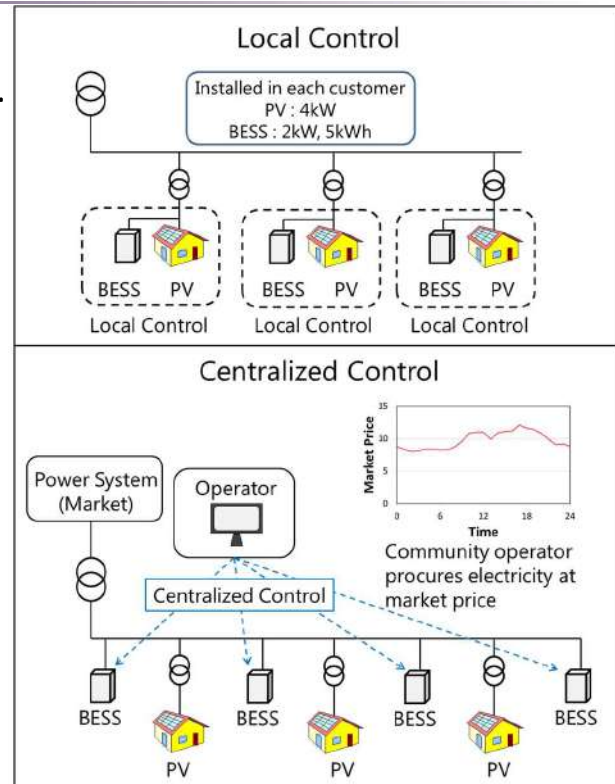 Local Control
Installed in each customer
PV : 4kW
BESS : 2kW, 5kWh
BESS PV
BESS PV
BESS PV
Local Control
Local Control
Local Control
Centralized Control
15
10
5
0
Market Price
0 6 12 18 24
Time
Power System
(Market)
Operator
Community operator
procures electricity at
market price
Centralized Control
BESS
BESS
BESS
BESS
PV
PV
PV